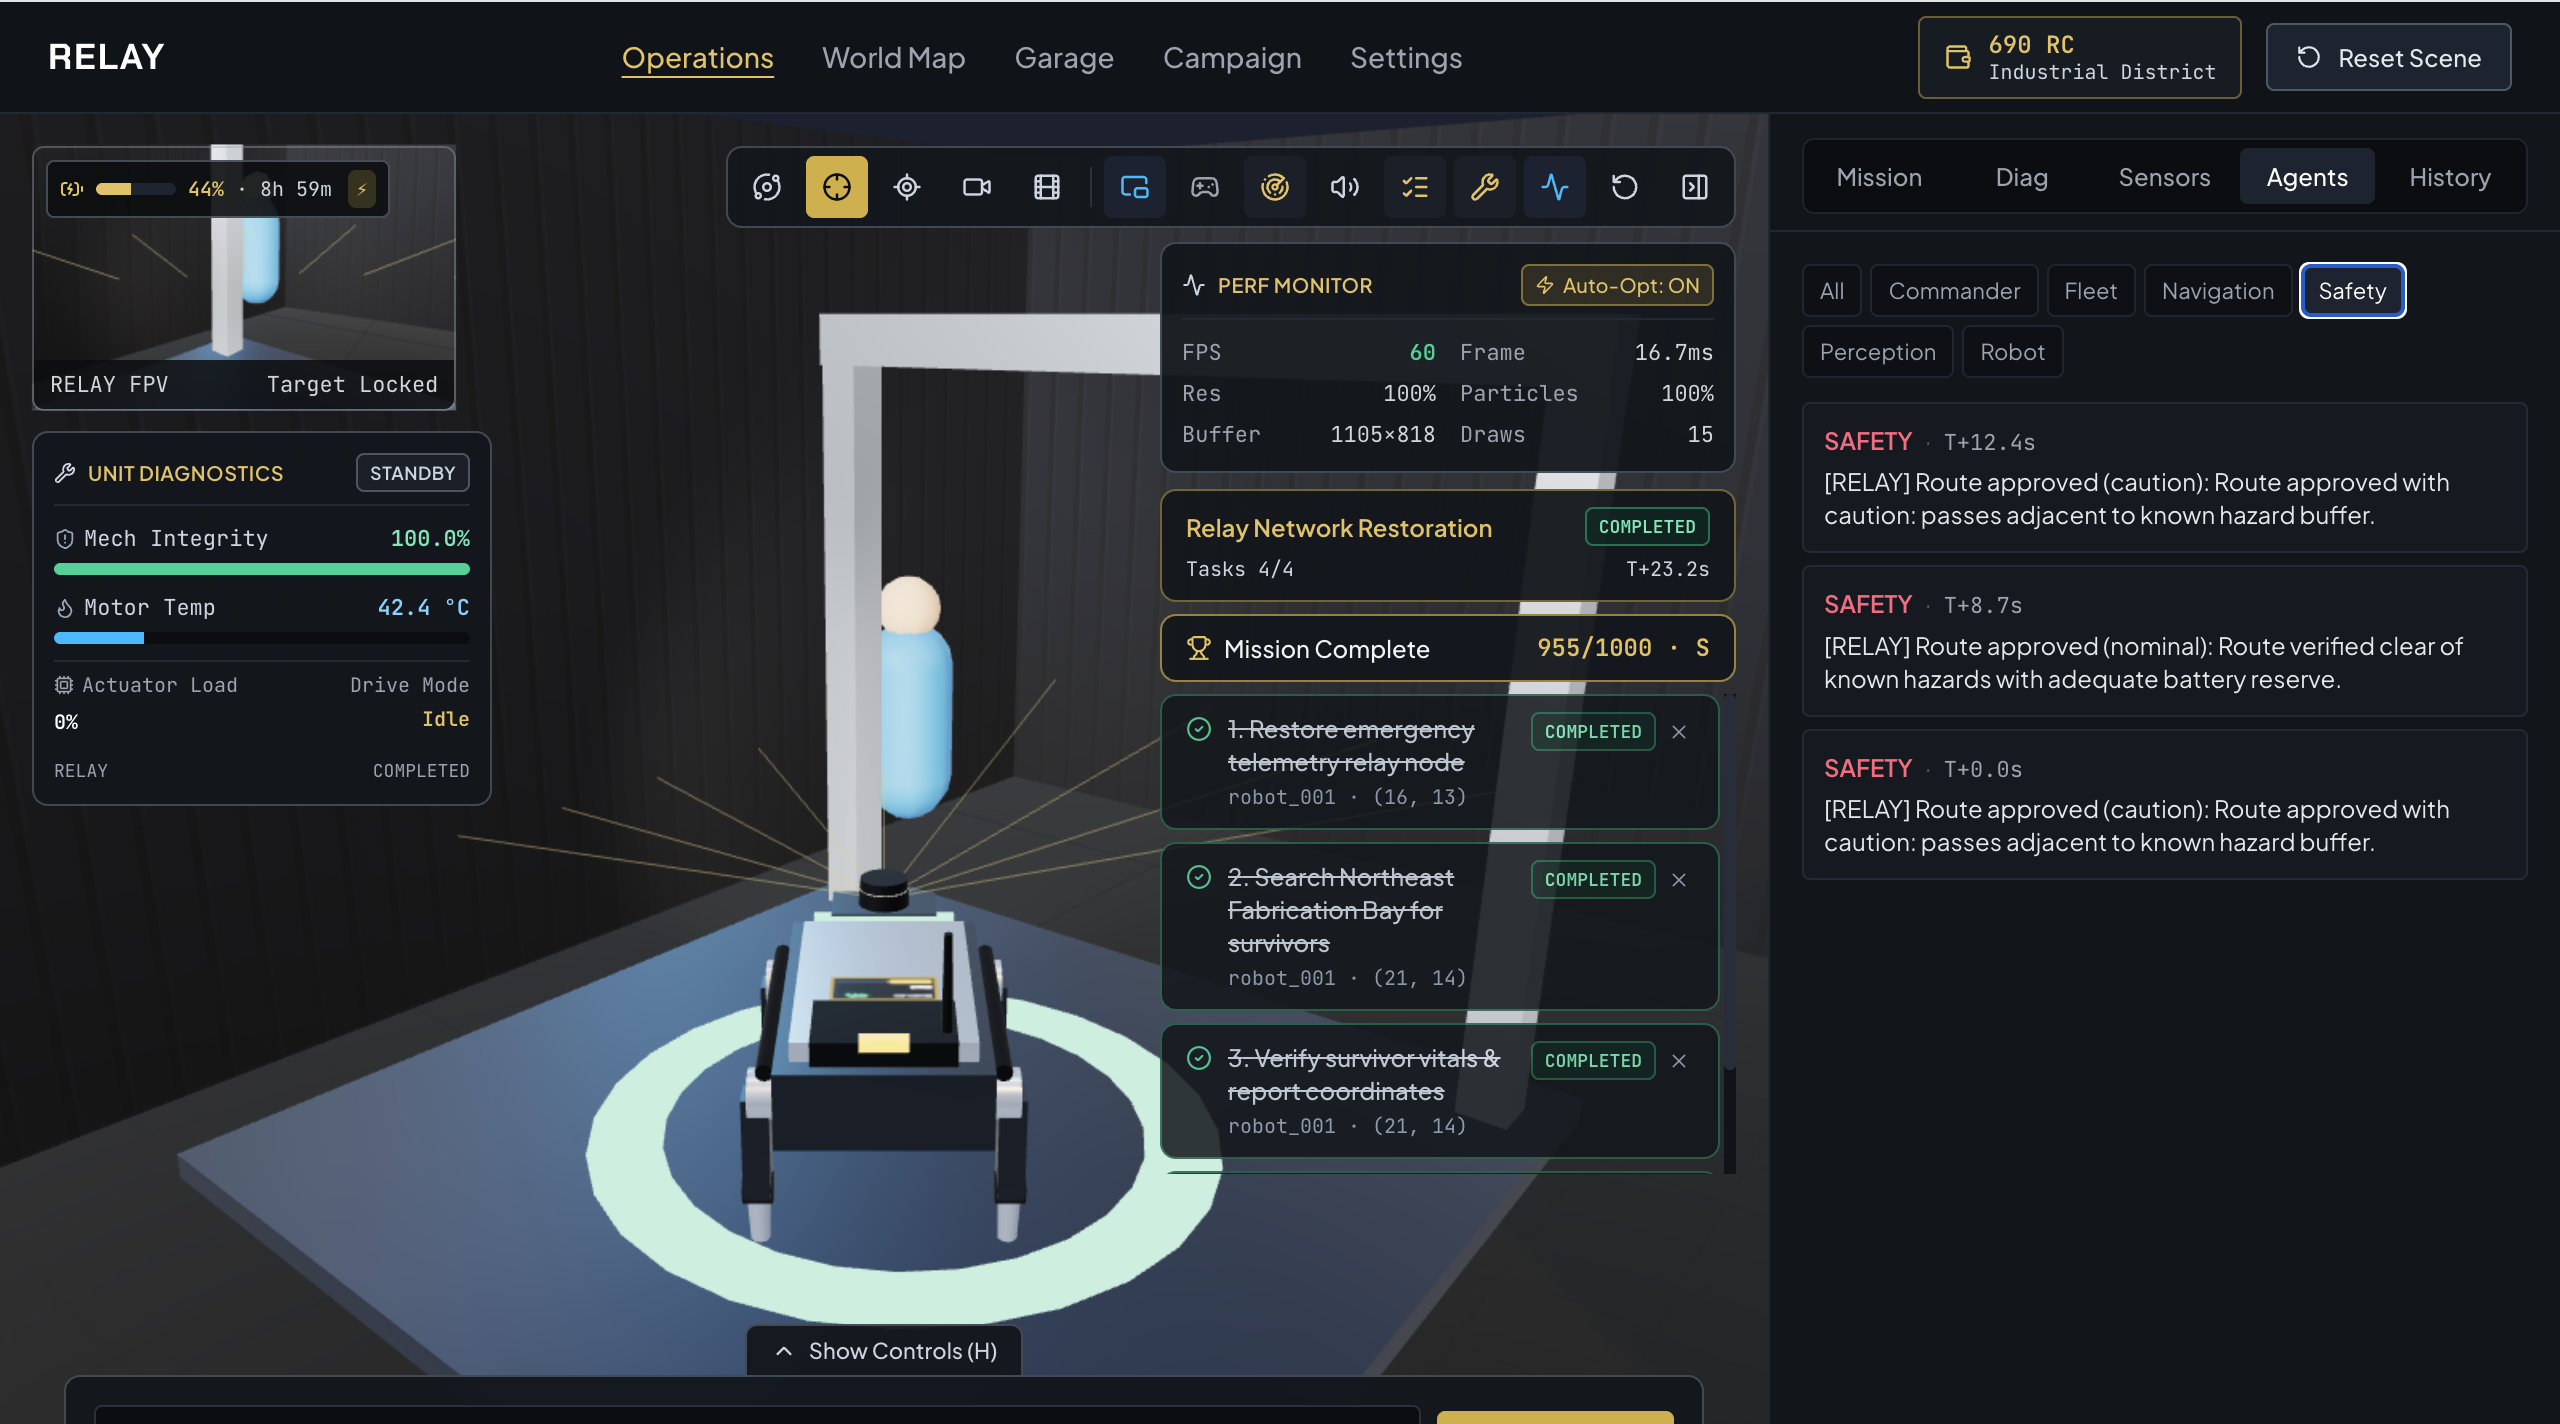 RELAY
Operations
World Map
Garage
Campaign
Settings
690 RC
Industrial District
Reset Scene
44% · 8h 59m
RELAY FPV
Target Locked
UNIT DIAGNOSTICS
STANDBY
Mech Integrity
100.0%
Motor Temp
42.4 °C
Actuator Load
Drive Mode
0%
Idle
RELAY
COMPLETED
PERF MONITOR
Auto-Opt: ON
FPS
60
Frame
16.7ms
Res
100%
Particles
100%
Buffer
1105×818
Draws
15
Relay Network Restoration
COMPLETED
Tasks 4/4
T+23.2s
Mission Complete
955/1000 · S
1. Restore emergency
telemetry relay node
COMPLETED
robot_001 · (16, 13)
2. Search Northeast
Fabrication Bay for
survivors
COMPLETED
robot_001 · (21, 14)
3. Verify survivor vitals &
report coordinates
COMPLETED
robot_001 · (21, 14)
Show Controls (H)
Mission
Diag
Sensors
Agents
History
All
Commander
Fleet
Navigation
Safety
Perception
Robot
SAFETY · T+12.4s
[RELAY] Route approved (caution): Route approved with
caution: passes adjacent to known hazard buffer.
SAFETY · T+8.7s
[RELAY] Route approved (nominal): Route verified clear of
known hazards with adequate battery reserve.
SAFETY · T+0.0s
[RELAY] Route approved (caution): Route approved with
caution: passes adjacent to known hazard buffer.